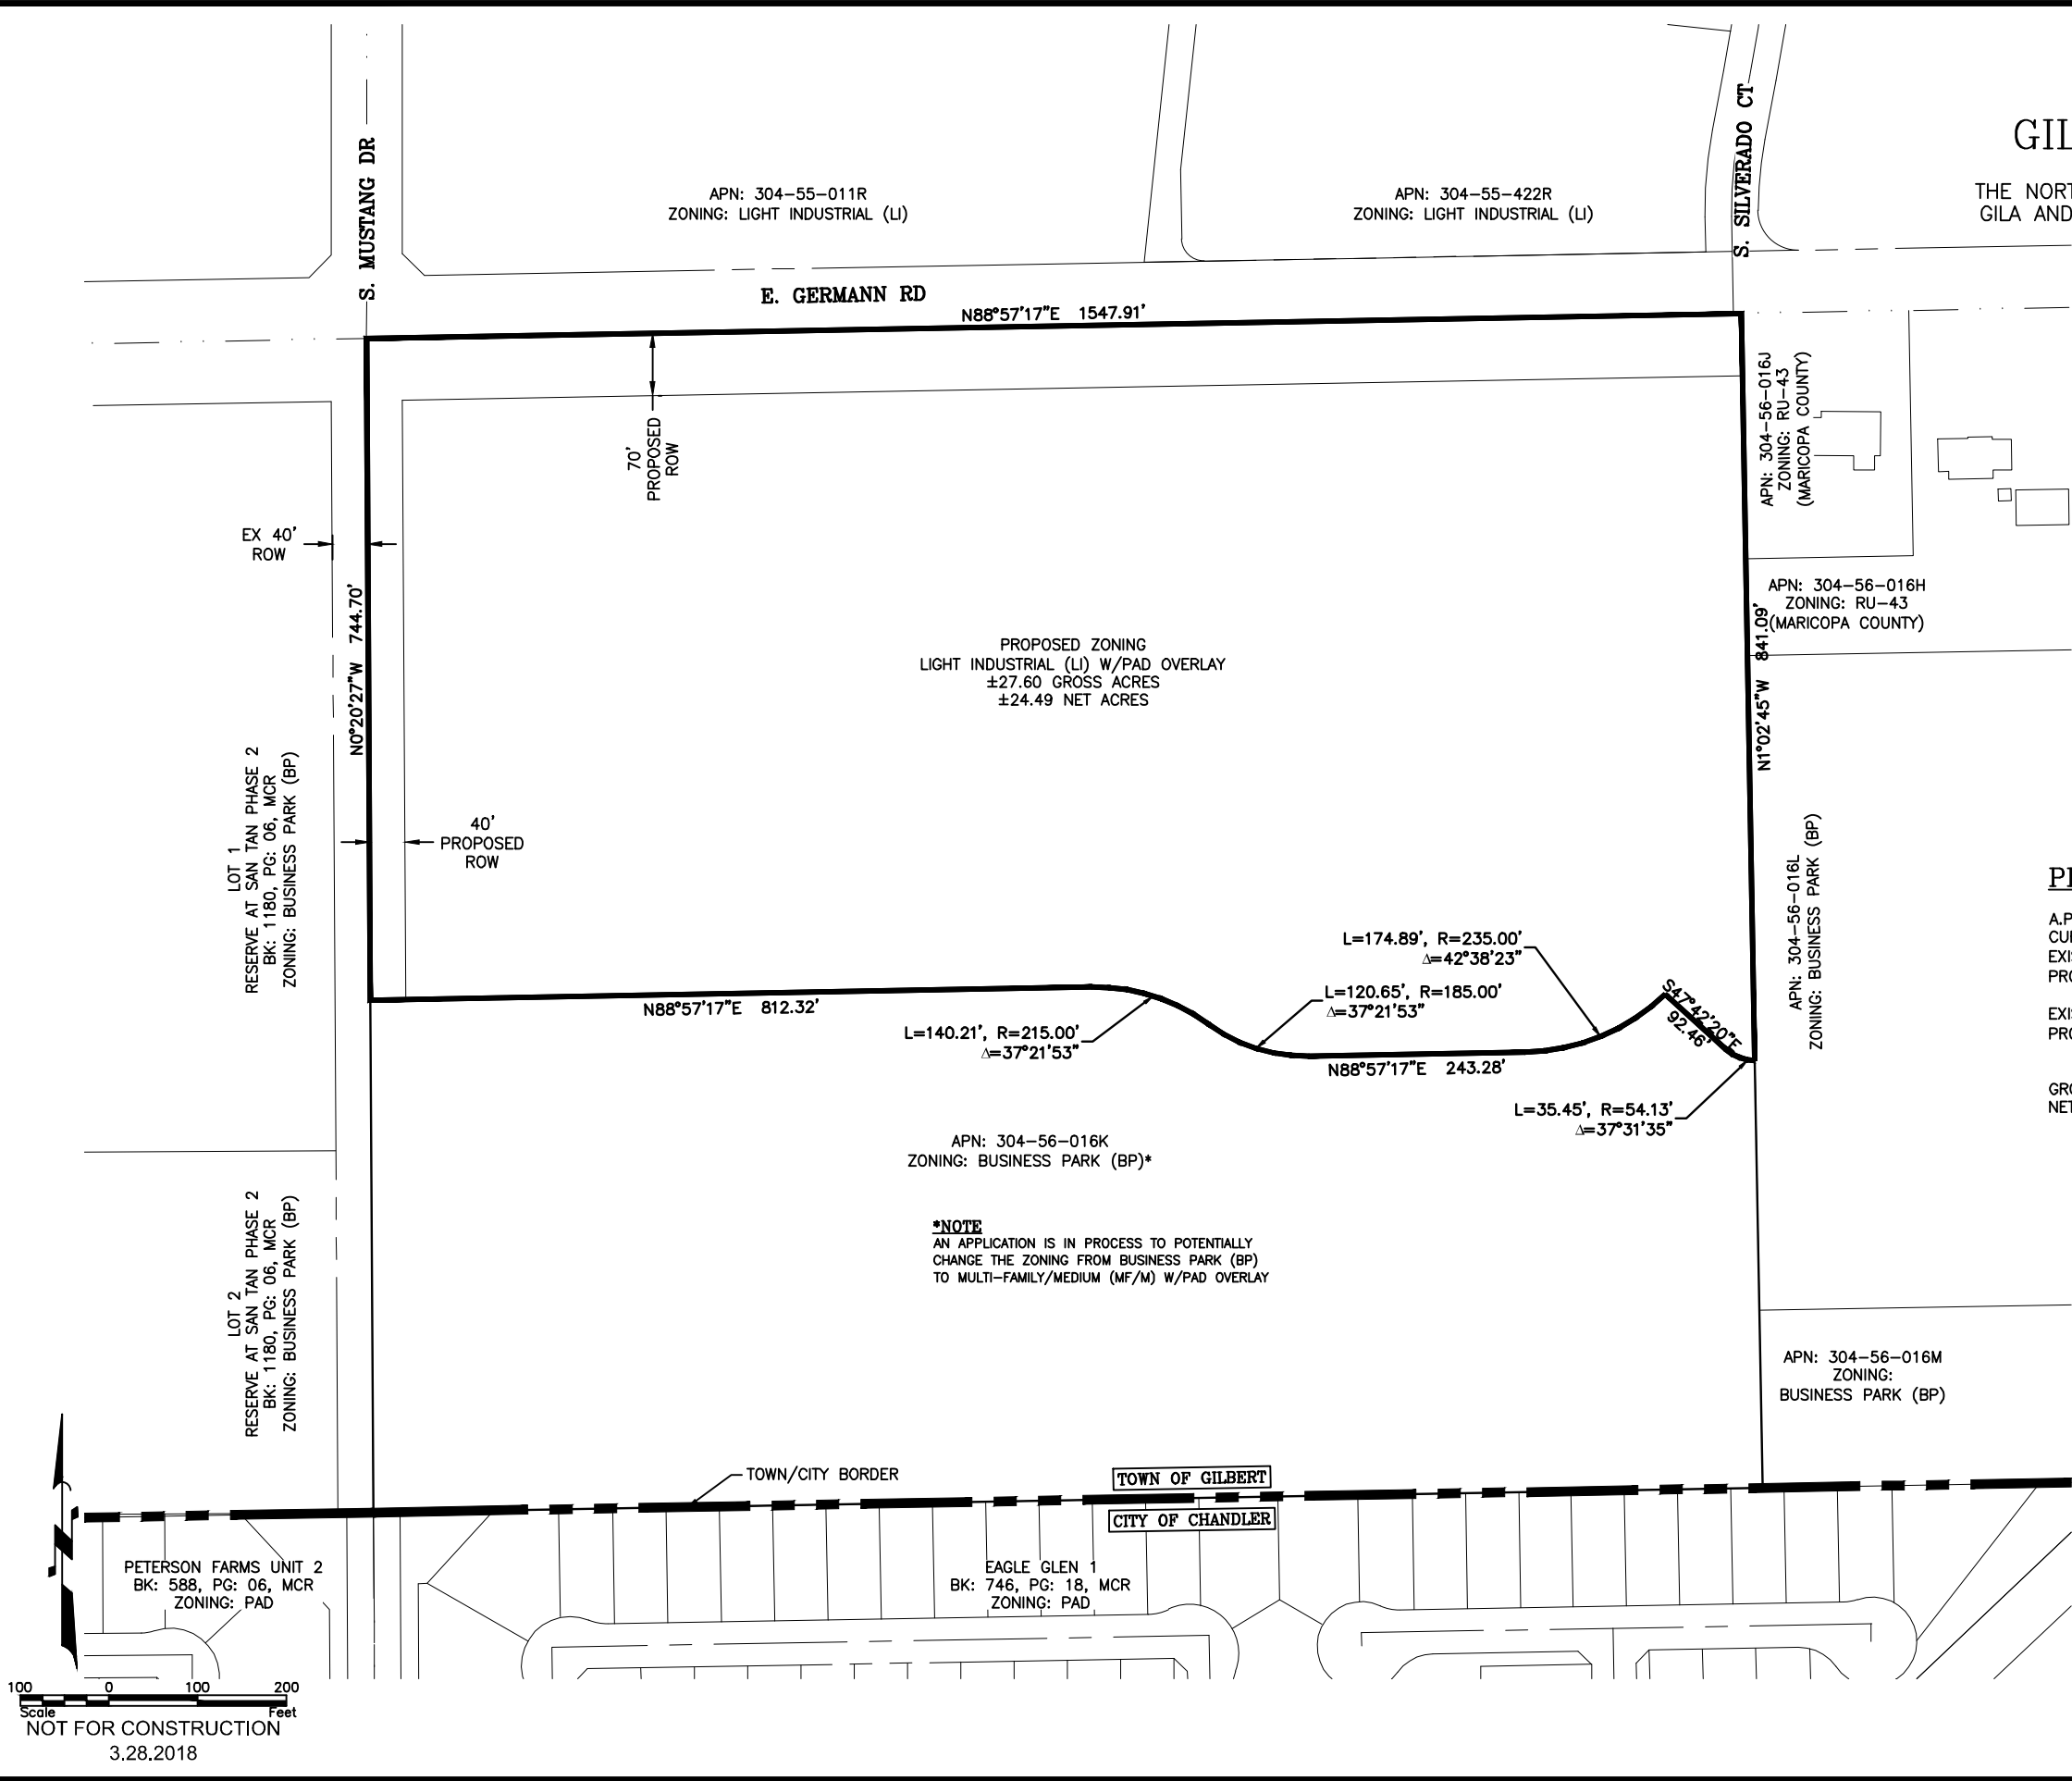 S. MUSTANG DR
APN: 304-55-011R
ZONING: LIGHT INDUSTRIAL (LI)
APN: 304-55-422R
ZONING: LIGHT INDUSTRIAL (LI)
S. SILVERADO CT
GIL
THE NORT
GILA AND
E. GERMANN RD
N88°57'17"E 1547.91'
70'
PROPOSED
ROW
APN: 304-56-016J
ZONING: RU-43
(MARICOPA COUNTY)
EX 40'
ROW
N0°20'27"W 744.70'
APN: 304-56-016H
ZONING: RU-43
(MARICOPA COUNTY)
N1°02'45"W 841.09'
PROPOSED ZONING
LIGHT INDUSTRIAL (LI) W/PAD OVERLAY
±27.60 GROSS ACRES
±24.49 NET ACRES
LOT 1
RESERVE AT SAN TAN PHASE 2
BK: 1180, PG: 06, MCR
ZONING: BUSINESS PARK (BP)
40'
PROPOSED
ROW
APN: 304-56-016L
ZONING: BUSINESS PARK (BP)
A.P
CUR
EXIS
PRO
EXIS
PRO
GRO
NET
L=174.89', R=235.00'
Δ=42°38'23"
L=120.65', R=185.00'
Δ=37°21'53"
S47°42'20"E
92.46'
N88°57'17"E 812.32'
L=140.21', R=215.00'
Δ=37°21'53"
N88°57'17"E 243.28'
L=35.45', R=54.13'
Δ=37°31'35"
APN: 304-56-016K
ZONING: BUSINESS PARK (BP)*
*NOTE
AN APPLICATION IS IN PROCESS TO POTENTIALLY
CHANGE THE ZONING FROM BUSINESS PARK (BP)
TO MULTI-FAMILY/MEDIUM (MF/M) W/PAD OVERLAY
LOT 2
RESERVE AT SAN TAN PHASE 2
BK: 1180, PG: 06, MCR
ZONING: BUSINESS PARK (BP)
APN: 304-56-016M
ZONING:
BUSINESS PARK (BP)
TOWN/CITY BORDER
TOWN OF GILBERT
CITY OF CHANDLER
PETERSON FARMS UNIT 2
BK: 588, PG: 06, MCR
ZONING: PAD
EAGLE GLEN 1
BK: 746, PG: 18, MCR
ZONING: PAD
N
100 0 100 200
Scale Feet
NOT FOR CONSTRUCTION
3.28.2018